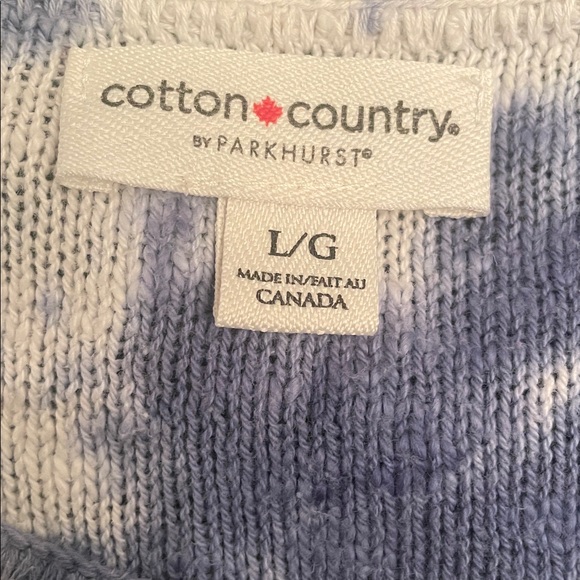 cotton country®
BY PARKHURST®
L/G
MADE IN/FAIT AU
CANADA